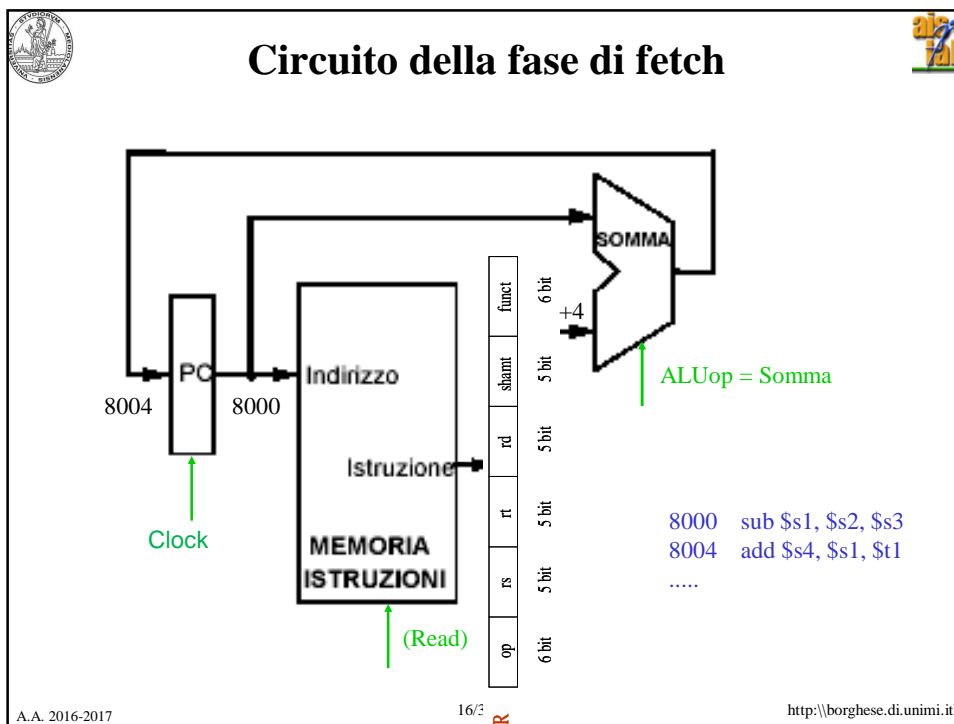 Circuito della fase di fetch
SOMMA
+4
ALUop = Somma
PC
8004
8000
Clock
Indirizzo
Istruzione
MEMORIA
ISTRUZIONI
(Read)
funct 6 bit
shamt 5 bit
rd 5 bit
rt 5 bit
rs 5 bit
op 6 bit
8000 sub $s1, $s2, $s3
8004 add $s4, $s1, $t1
.....
A.A. 2016-2017
16/3
http:\\borghese.di.unimi.it